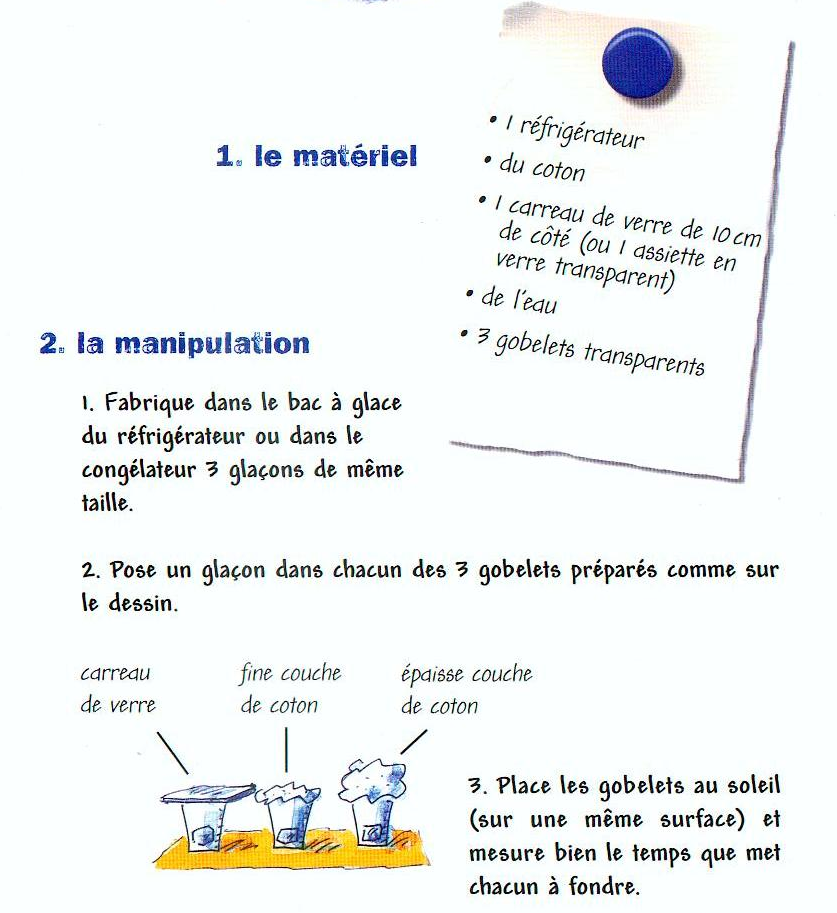 1. le matériel
• 1 réfrigérateur
• du coton
• 1 carreau de verre de 10 cm
de côté (ou 1 assiette en
verre transparent)
• de l'eau
• 3 gobelets transparents
2. la manipulation
1. Fabrique dans le bac à glace
du réfrigérateur ou dans le
congélateur 3 glaçons de même
taille.
2. Pose un glaçon dans chacun des 3 gobelets préparés comme sur
le dessin.
carreau
de verre
fine couche
de coton
épaisse couche
de coton
3. Place les gobelets au soleil
(sur une même surface) et
mesure bien le temps que met
chacun à fondre.